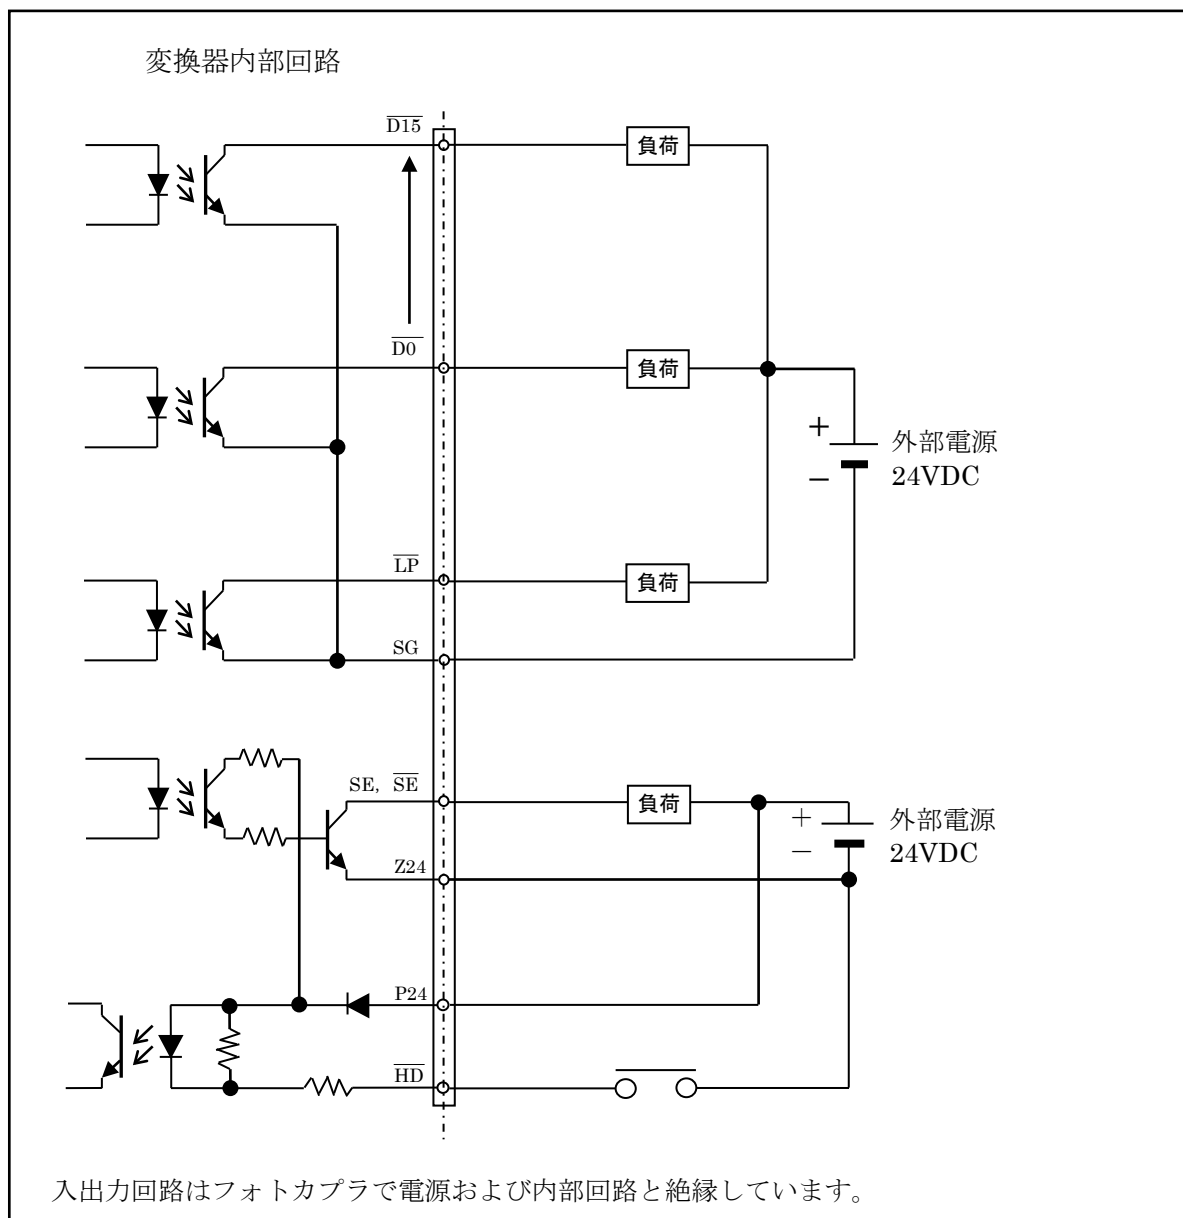 変換器内部回路
D15
負荷
D0
負荷
+
外部電源
−
24VDC
LP
負荷
SG
SE, SE
負荷
+
外部電源
−
24VDC
Z24
P24
HD
入出力回路はフォトカプラで電源および内部回路と絶縁しています。